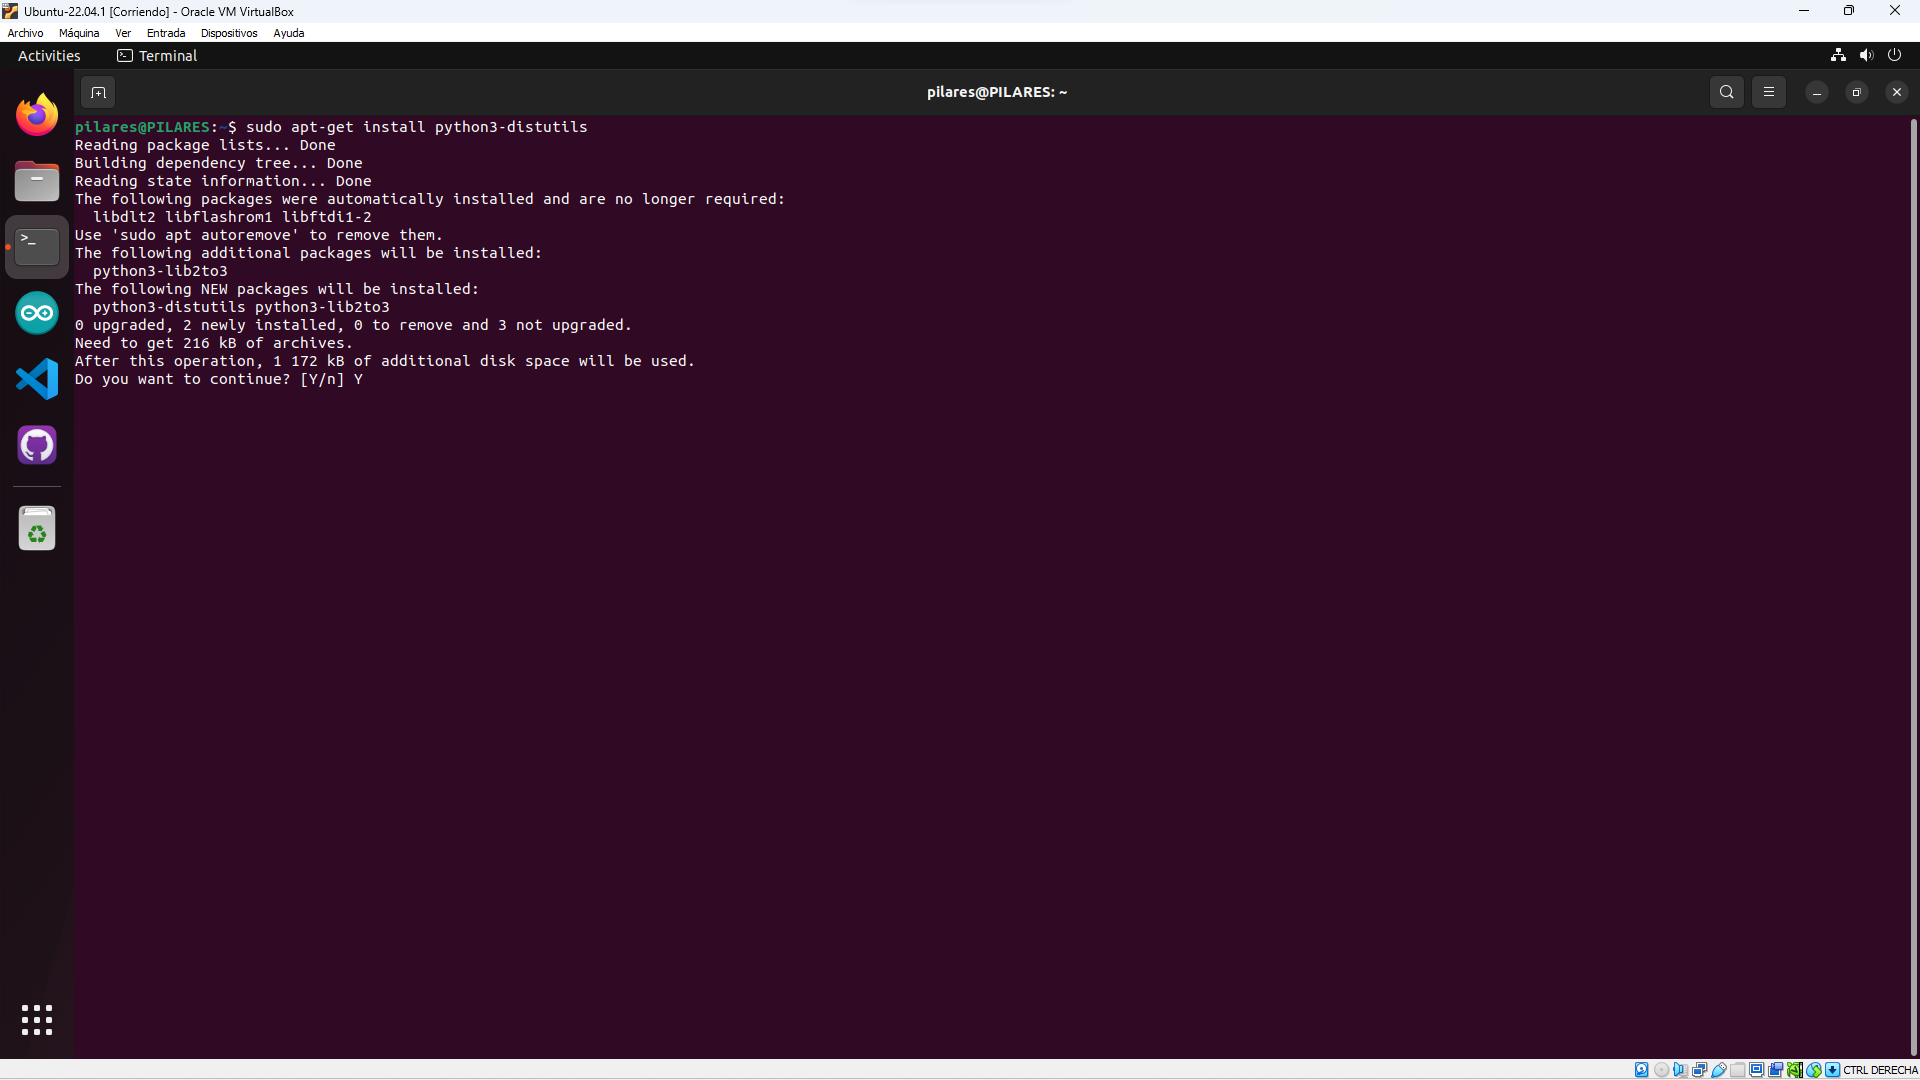 Ubuntu-22.04.1 [Corriendo] - Oracle VM VirtualBox
Archivo Máquina Ver Entrada Dispositivos Ayuda
Activities Terminal
pilares@PILARES: ~
pilares@PILARES:~$ sudo apt-get install python3-distutils
Reading package lists... Done
Building dependency tree... Done
Reading state information... Done
The following packages were automatically installed and are no longer required:
  libdlt2 libflashrom1 libftdi1-2
Use 'sudo apt autoremove' to remove them.
The following additional packages will be installed:
  python3-lib2to3
The following NEW packages will be installed:
  python3-distutils python3-lib2to3
0 upgraded, 2 newly installed, 0 to remove and 3 not upgraded.
Need to get 216 kB of archives.
After this operation, 1 172 kB of additional disk space will be used.
Do you want to continue? [Y/n] Y
CTRL DERECHA